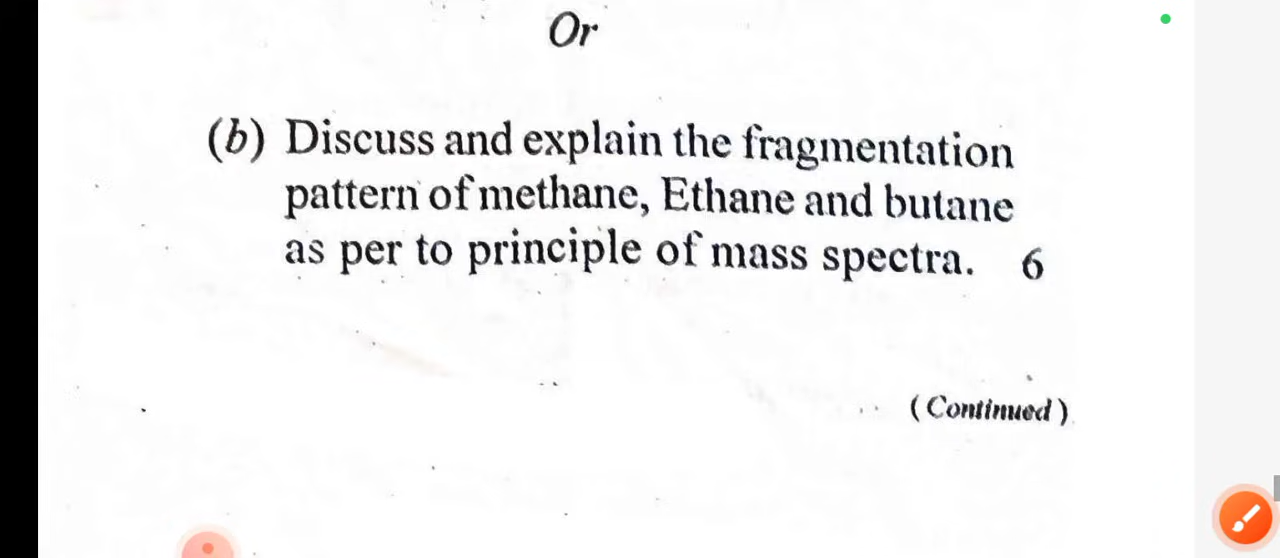 Or
(b) Discuss and explain the fragmentation
pattern of methane, Ethane and butane
as per to principle of mass spectra. 6
(Continued)